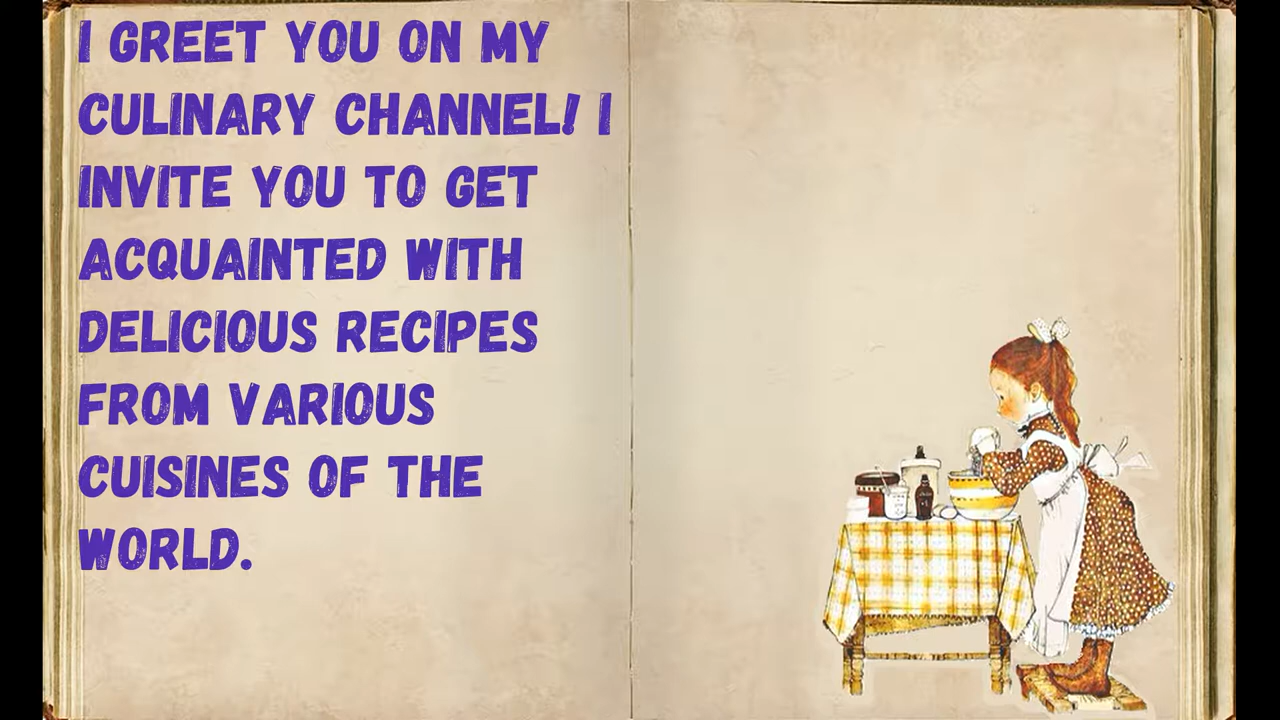 I GREET YOU ON MY
CULINARY CHANNEL! I
INVITE YOU TO GET
ACQUAINTED WITH
DELICIOUS RECIPES
FROM VARIOUS
CUISINES OF THE
WORLD.